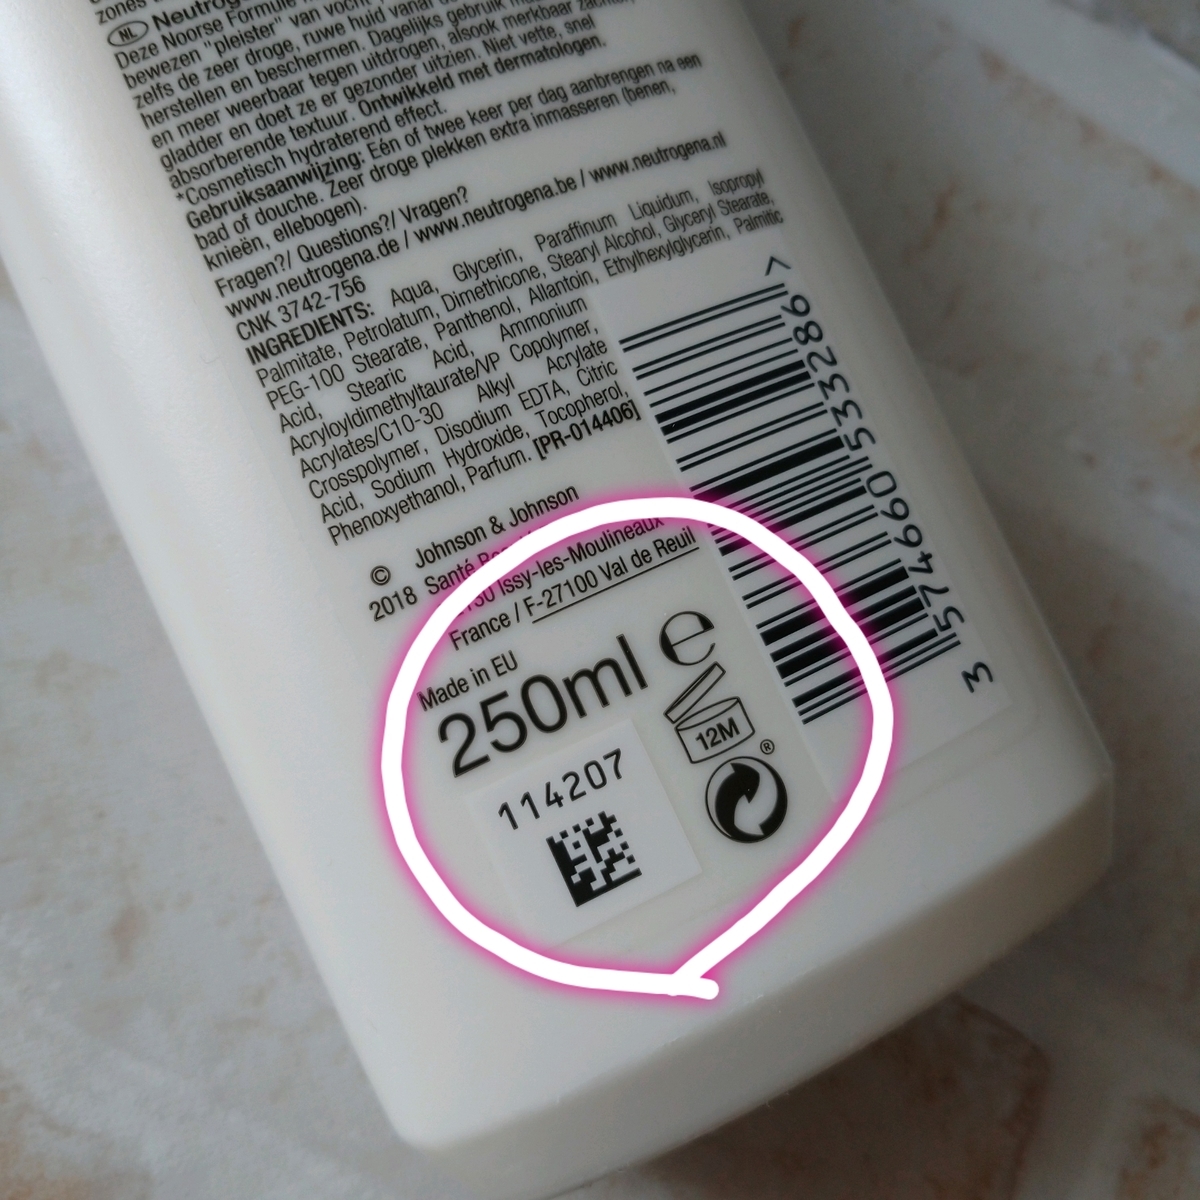 zones
NL Neutrogena
Deze Noorse Formule
bewezen "pleister" van vocht,
zelfs de zeer droge, ruwe huid vanaf de
herstellen en beschermen. Dagelijks gebruik
en meer weerbaar tegen uitdrogen, alsook merkbaar zachter,
gladder en doet ze er gezonder uitzien. Niet vette, snel
absorberende textuur. Ontwikkeld met dermatologen.
*Cosmetisch hydraterend effect.
Gebruiksaanwijzing: Eén of twee keer per dag aanbrengen na een
bad of douche. Zeer droge plekken extra inmasseren (benen,
knieën, ellebogen).
Fragen?/ Questions?/ Vragen?
www.neutrogena.de / www.neutrogena.be / www.neutrogena.nl
CNK 3742-756
INGREDIENTS: Aqua, Glycerin, Paraffinum Liquidum, Isopropyl
Palmitate, Petrolatum, Dimethicone, Stearyl Alcohol, Glyceryl Stearate,
PEG-100 Stearate, Panthenol, Allantoin, Ethylhexylglycerin, Palmitic
Acid, Stearic Acid, Ammonium
Acryloyldimethyltaurate/VP Copolymer,
Acrylates/C10-30 Alkyl Acrylate
Crosspolymer, Disodium EDTA, Citric
Acid, Sodium Hydroxide, Tocopherol,
Phenoxyethanol, Parfum. [PR-014406]
© Johnson & Johnson
2018 Santé
Issy-les-Moulineaux
France / F-27100 Val de Reuil
Made in EU
250ml e
12M
®
114207
3 574660 533286 >